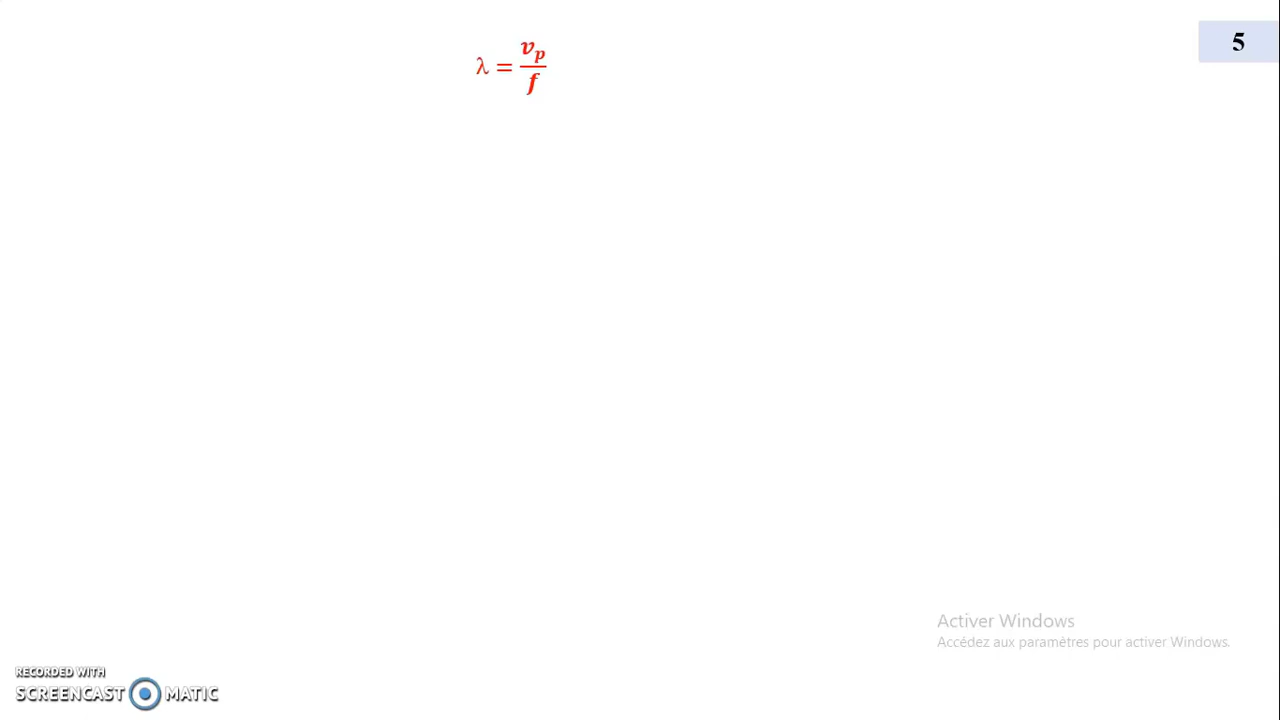 λ = v_p / f
5
Activer Windows
Accédez aux paramètres pour activer Windows.
RECORDED WITH
SCREENCAST MATIC